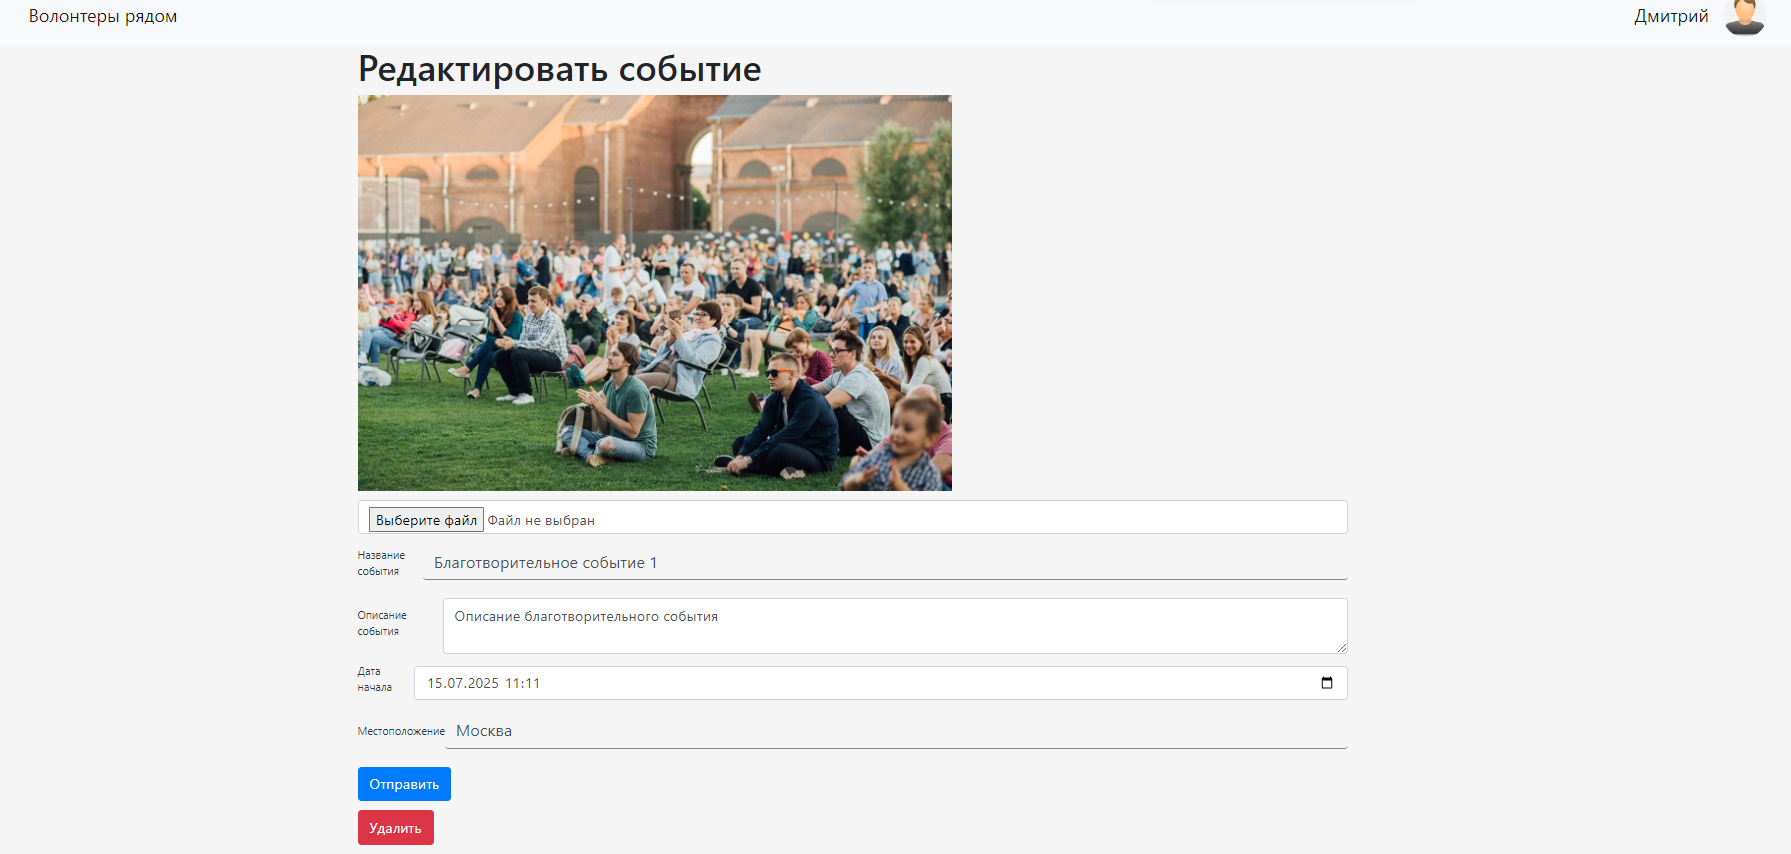 Волонтеры рядом
Дмитрий
Редактировать событие
Выберите файл Файл не выбран
Название
события
Благотворительное событие 1
Описание
события
Описание благотворительного события
Дата
начала
15.07.2025 11:11
Местоположение
Москва
Отправить
Удалить